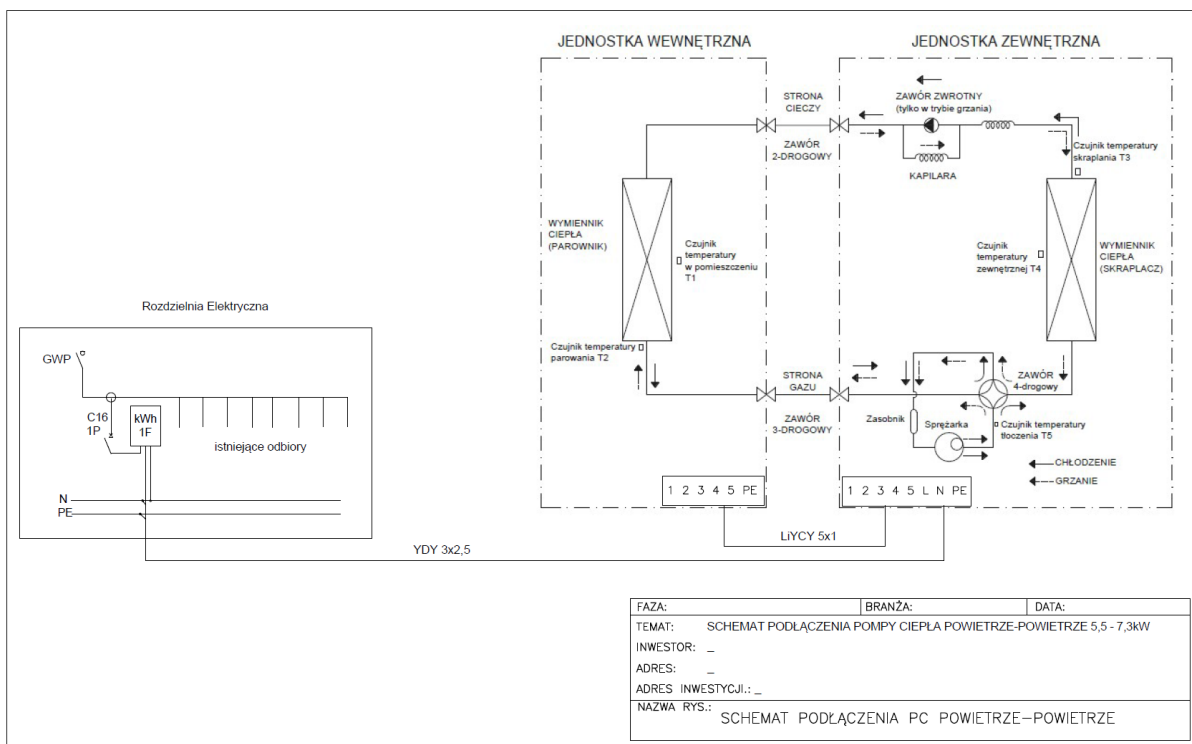 JEDNOSTKA WEWNĘTRZNA
JEDNOSTKA ZEWNĘTRZNA
STRONA
CIECZY
ZAWÓR
2-DROGOWY
ZAWÓR ZWROTNY
(tylko w trybie grzania)
KAPILARA
Czujnik temperatury
skraplania T3
WYMIENNIK
CIEPŁA
(PAROWNIK)
Czujnik
temperatury
w pomieszczeniu
T1
Czujnik
temperatury
zewnętrznej T4
WYMIENNIK
CIEPŁA
(SKRAPLACZ)
Czujnik temperatury
parowania T2
STRONA
GAZU
ZAWÓR
3-DROGOWY
ZAWÓR
4-drogowy
Zasobnik
Sprężarka
Czujnik temperatury
tłoczenia T5
CHŁODZENIE
GRZANIE
1 2 3 4 5 PE
1 2 3 4 5 L N PE
LiYCY 5x1
YDY 3x2,5
Rozdzielnia Elektryczna
GWP
C16
1P
kWh
1F
istniejące odbiory
N
PE
FAZA: BRANŻA: DATA:
TEMAT: SCHEMAT PODŁĄCZENIA POMPY CIEPŁA POWIETRZE-POWIETRZE 5,5 - 7,3kW
INWESTOR: _
ADRES: _
ADRES INWESTYCJI.: _
NAZWA RYS.: SCHEMAT PODŁĄCZENIA PC POWIETRZE-POWIETRZE